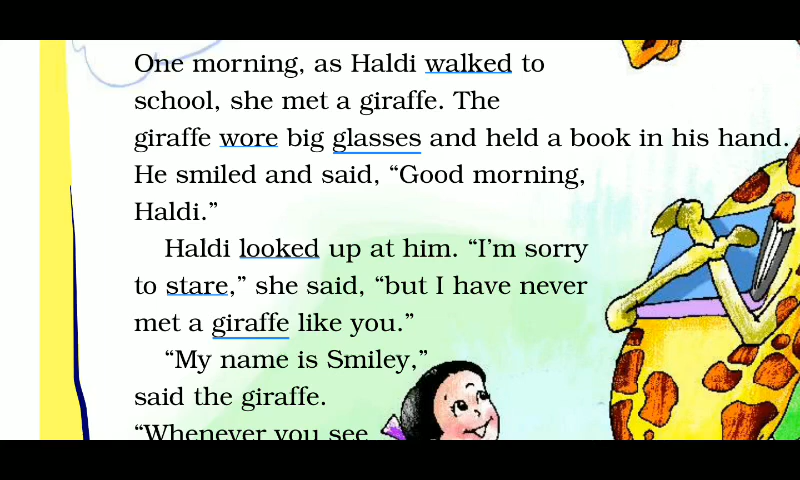 One morning, as Haldi walked to
school, she met a giraffe. The
giraffe wore big glasses and held a book in his hand.
He smiled and said, “Good morning,
Haldi.”
Haldi looked up at him. “I’m sorry
to stare,” she said, “but I have never
met a giraffe like you.”
“My name is Smiley,”
said the giraffe.
“Whenever you see